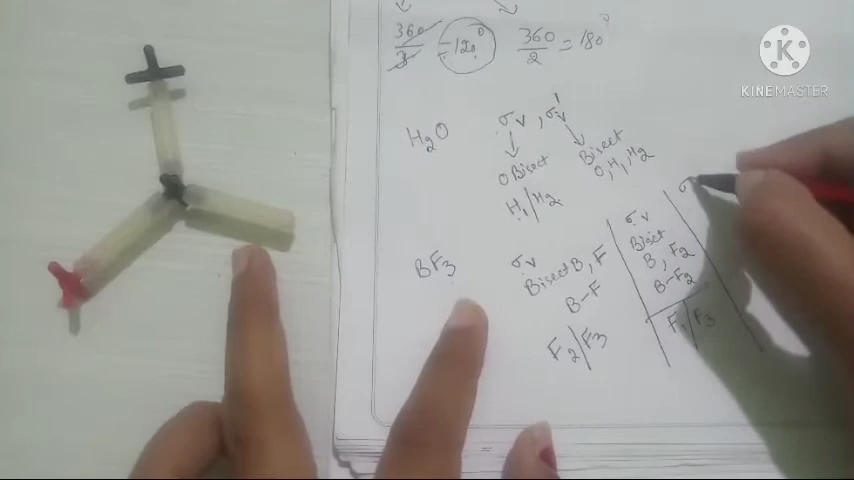 360/3 = 120°
360/2 = 180°
K
KINEMASTER
H2O
σv, σv'
O Bisect
H1/H2
Bisect
O, H1, H2
BF3
σv
Bisect B, F
B-F
F2/F3
σv
Bisect
B, F2
B-F2
F1/F3
σ